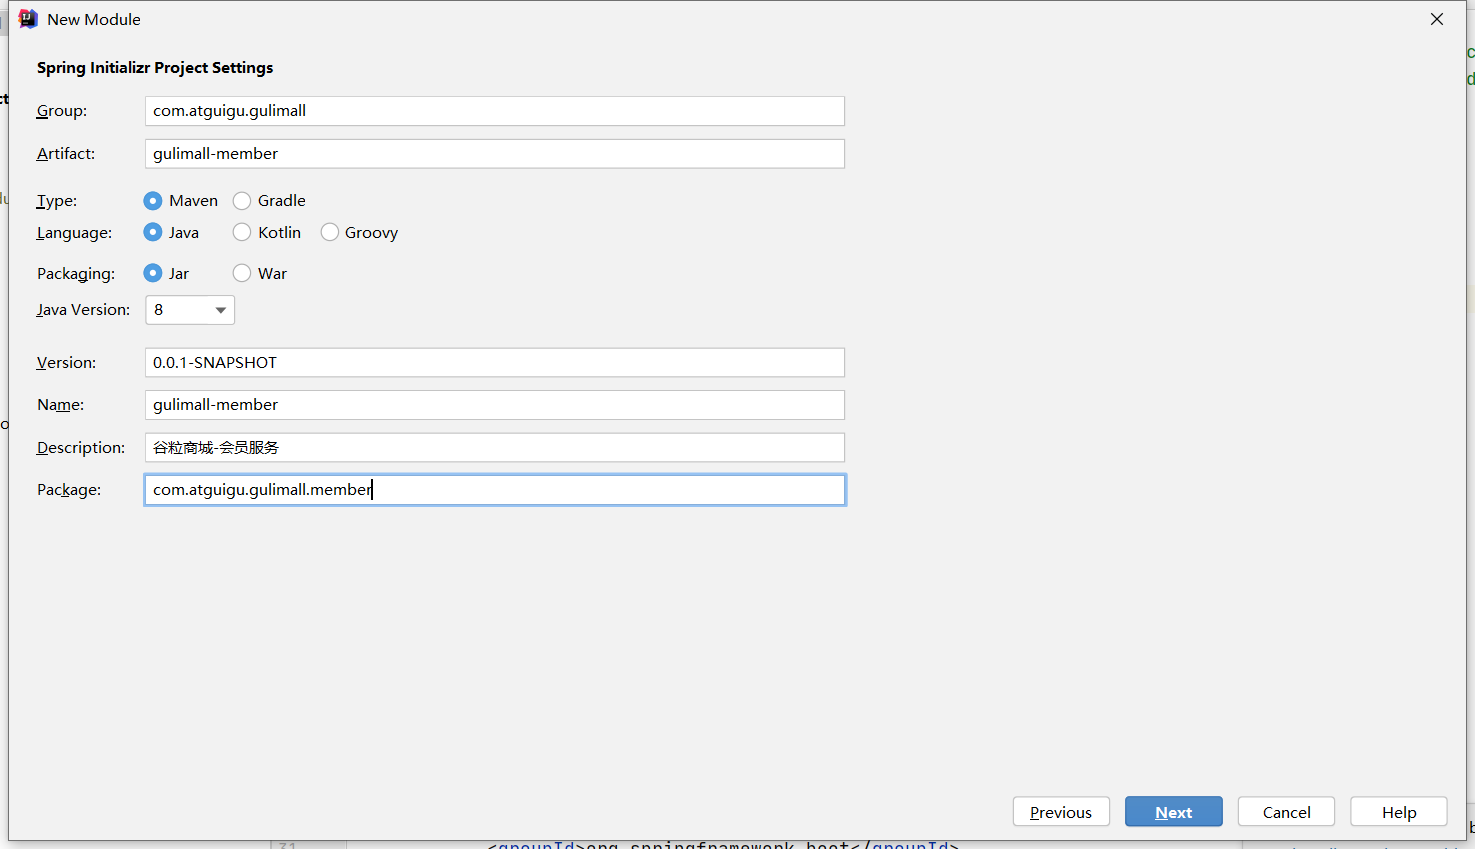 New Module
Spring Initializr Project Settings
Group: com.atguigu.gulimall
Artifact: gulimall-member
Type: Maven Gradle
Language: Java Kotlin Groovy
Packaging: Jar War
Java Version: 8
Version: 0.0.1-SNAPSHOT
Name: gulimall-member
Description: 谷粒商城-会员服务
Package: com.atguigu.gulimall.member
Previous Next Cancel Help
31 <groupId>org.springframework.boot</groupId>